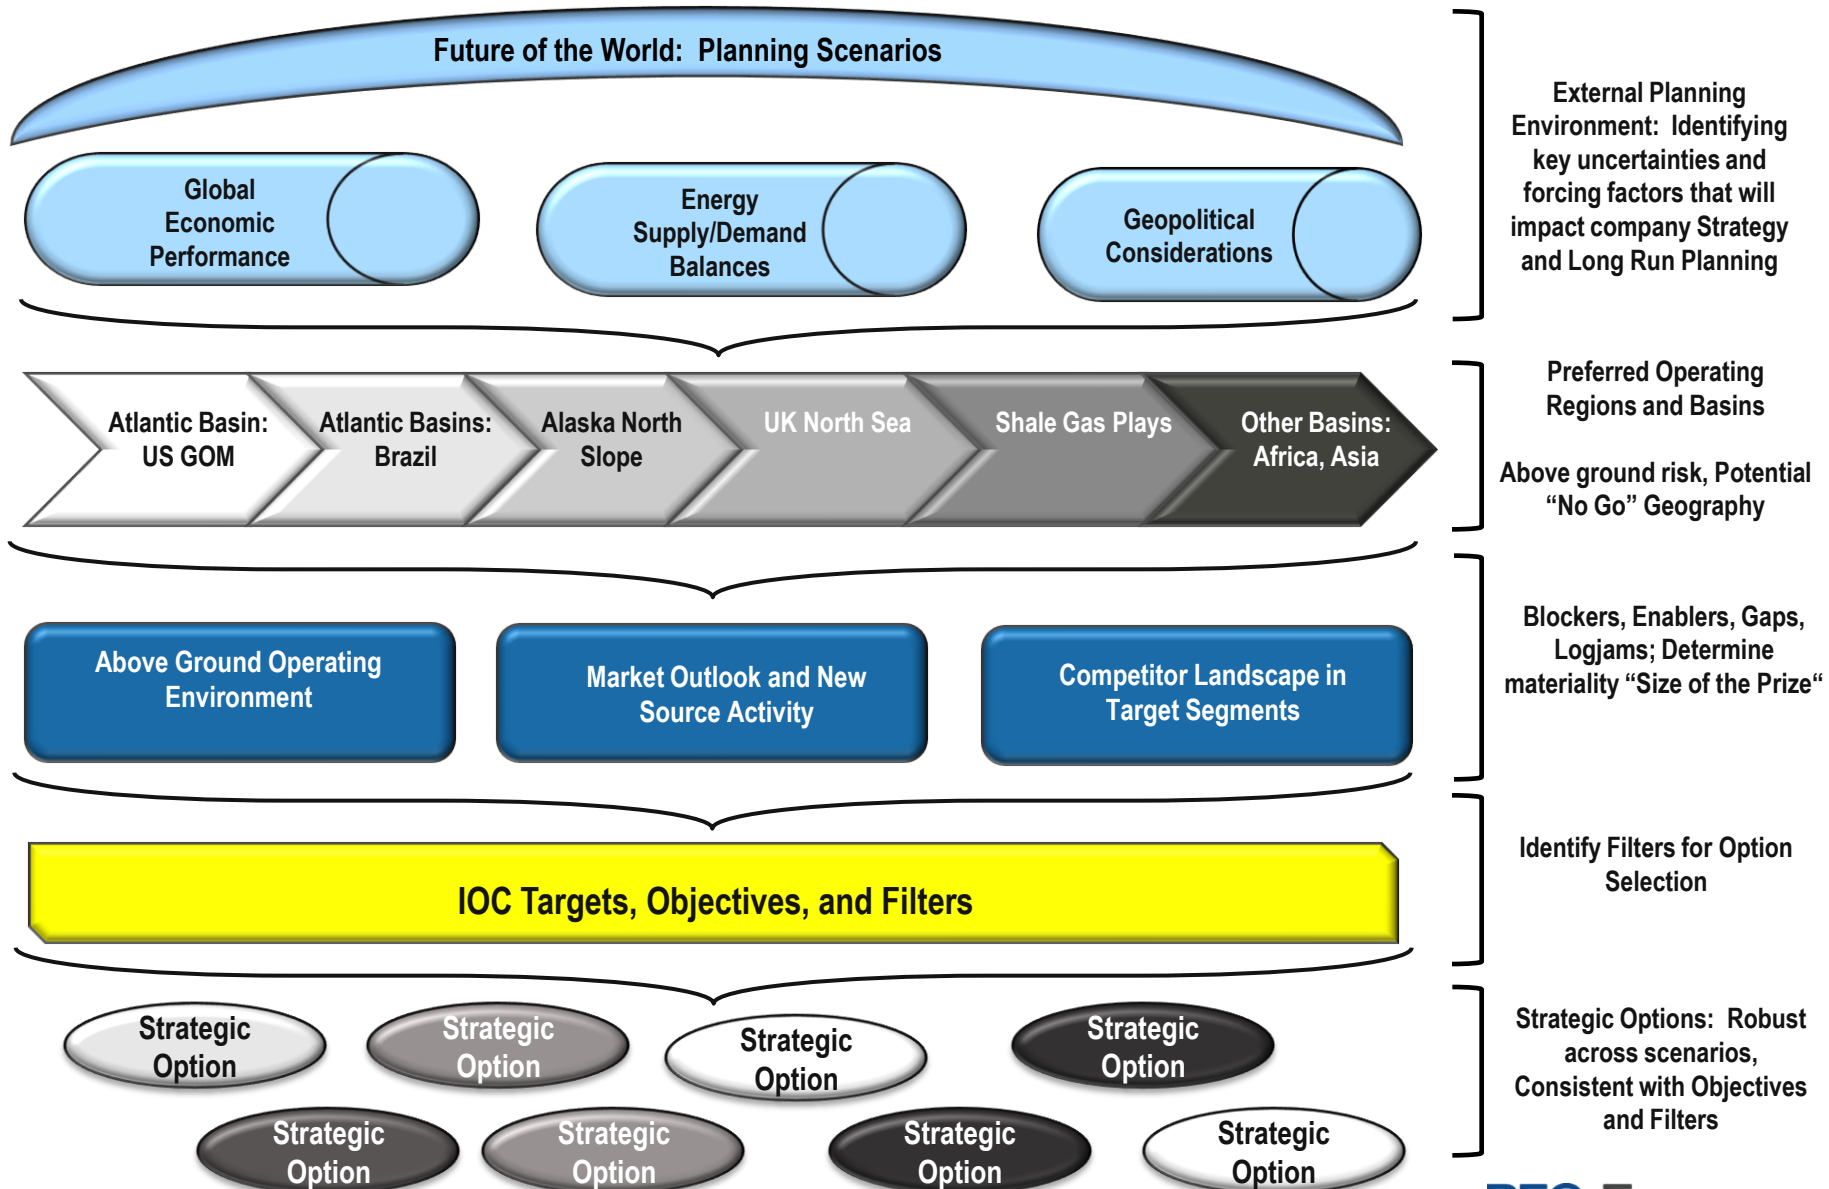 Future of the World:  Planning Scenarios
Global
Economic
Performance
Energy
Supply/Demand
Balances
Geopolitical
Considerations
External Planning
Environment:  Identifying
key uncertainties and
forcing factors that will
impact company Strategy
and Long Run Planning
Atlantic Basin:
US GOM
Atlantic Basins:
Brazil
Alaska North
Slope
UK North Sea
Shale Gas Plays
Other Basins:
Africa, Asia
Preferred Operating
Regions and Basins
Above ground risk, Potential
“No Go” Geography
Above Ground Operating
Environment
Market Outlook and New
Source Activity
Competitor Landscape in
Target Segments
Blockers, Enablers, Gaps,
Logjams; Determine
materiality “Size of the Prize“
IOC Targets, Objectives, and Filters
Identify Filters for Option
Selection
Strategic
Option
Strategic
Option
Strategic
Option
Strategic
Option
Strategic
Option
Strategic
Option
Strategic
Option
Strategic
Option
Strategic Options:  Robust
across scenarios,
Consistent with Objectives
and Filters